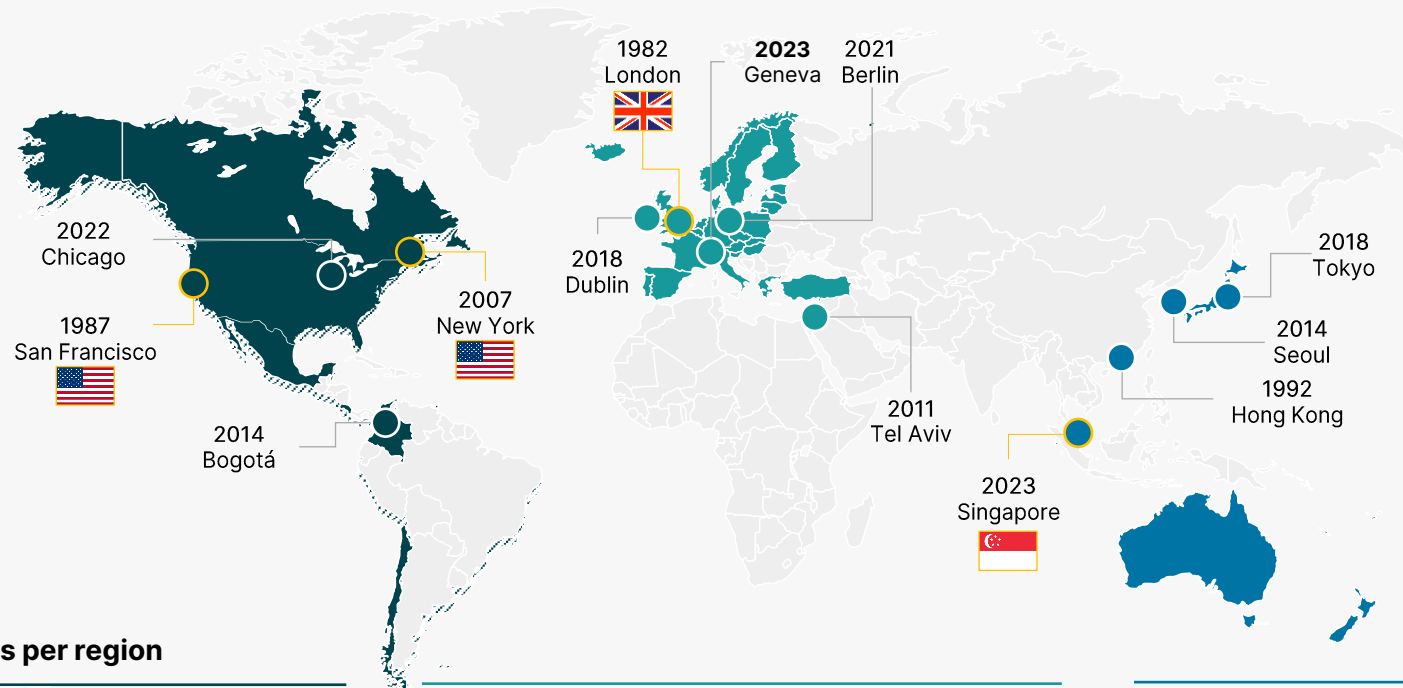 1982
London
2023
Geneva
2021
Berlin
2022
Chicago
2018
Dublin
2018
Tokyo
1987
San Francisco
2007
New York
2014
Seoul
1992
Hong Kong
2014
Bogotá
2011
Tel Aviv
2023
Singapore
s per region